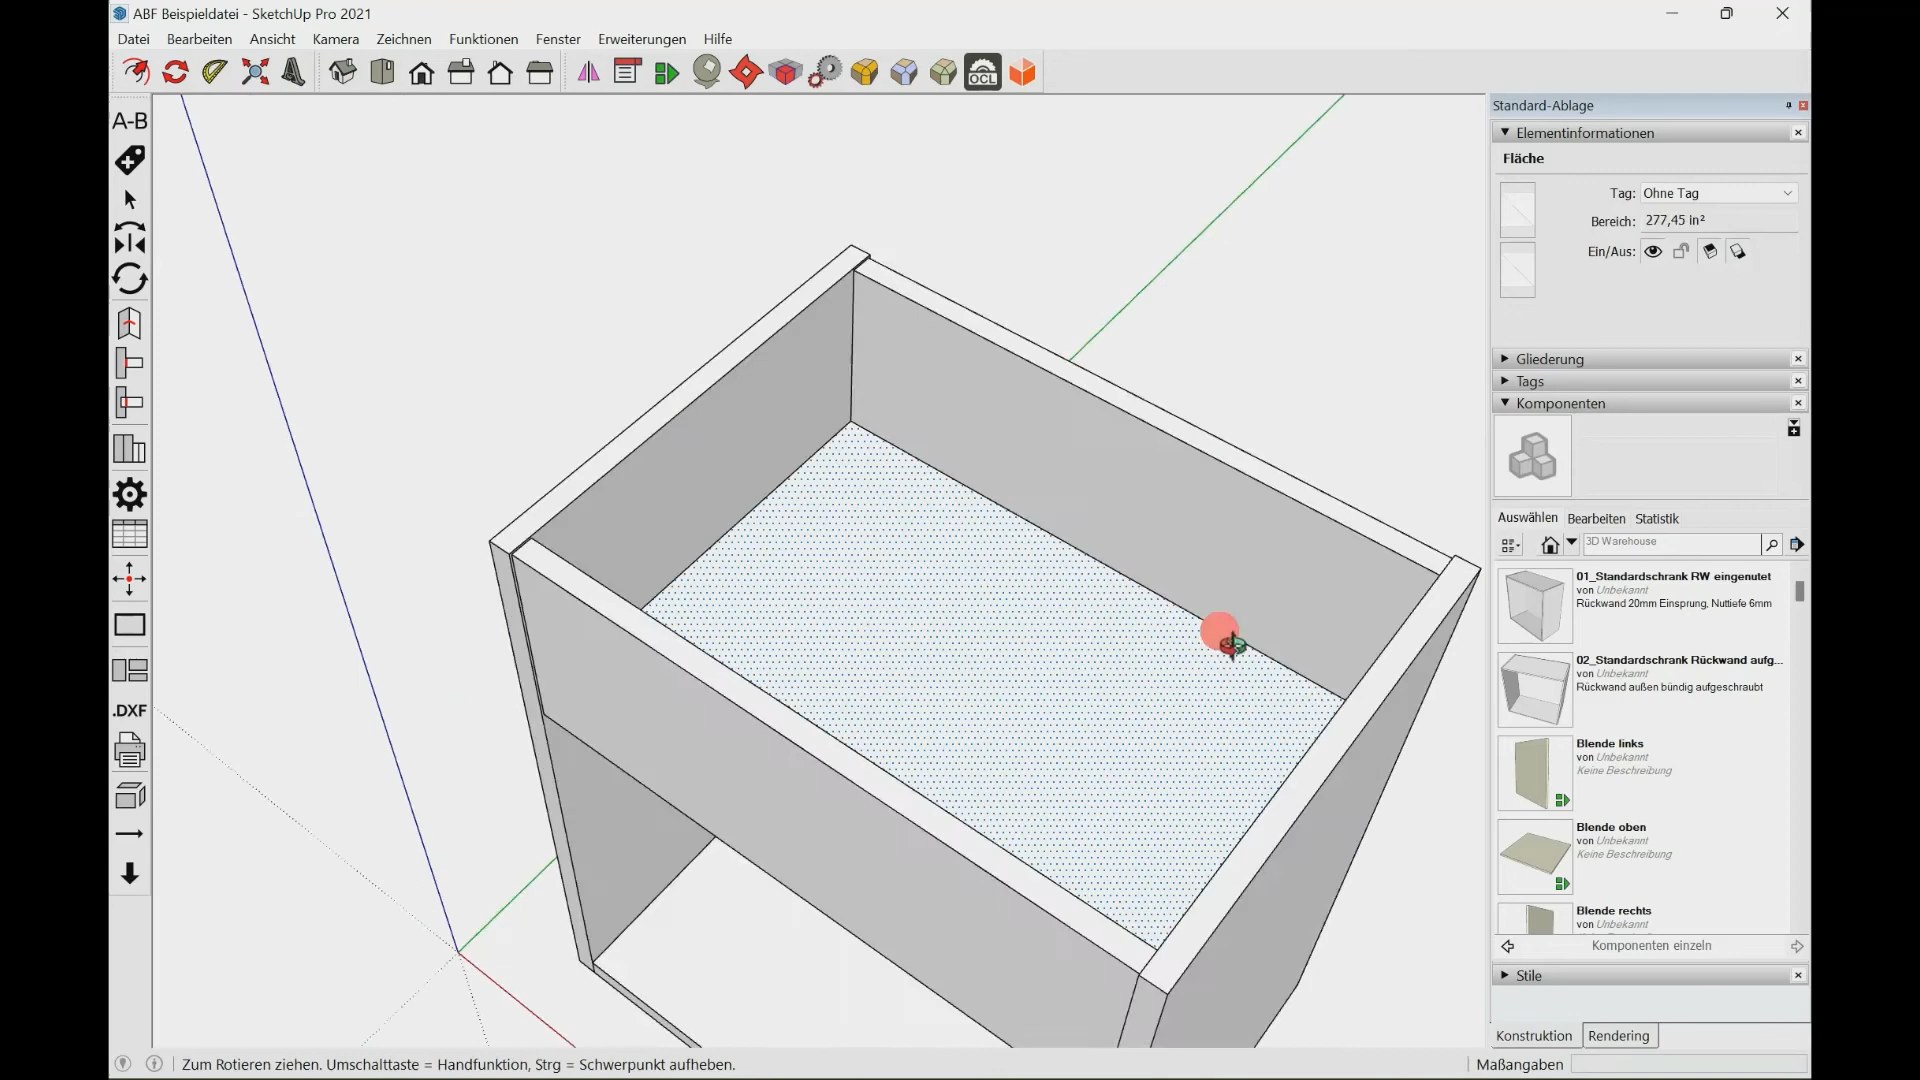 ABF Beispieldatei - SketchUp Pro 2021
Datei Bearbeiten Ansicht Kamera Zeichnen Funktionen Fenster Erweiterungen Hilfe
OCL
A-B
.DXF
Standard-Ablage
Elementinformationen
Fläche
Tag: Ohne Tag
Bereich: 277,45 in²
Ein/Aus:
Gliederung
Tags
Komponenten
Auswählen Bearbeiten Statistik
3D Warehouse
01_Standardschrank RW eingenutet
von Unbekannt
Rückwand 20mm Einsprung, Nuttiefe 6mm
02_Standardschrank Rückwand aufg...
von Unbekannt
Rückwand außen bündig aufgeschraubt
Blende links
von Unbekannt
Keine Beschreibung
Blende oben
von Unbekannt
Keine Beschreibung
Blende rechts
von Unbekannt
Komponenten einzeln
Stile
Konstruktion Rendering
Zum Rotieren ziehen. Umschalttaste = Handfunktion, Strg = Schwerpunkt aufheben.
Maßangaben